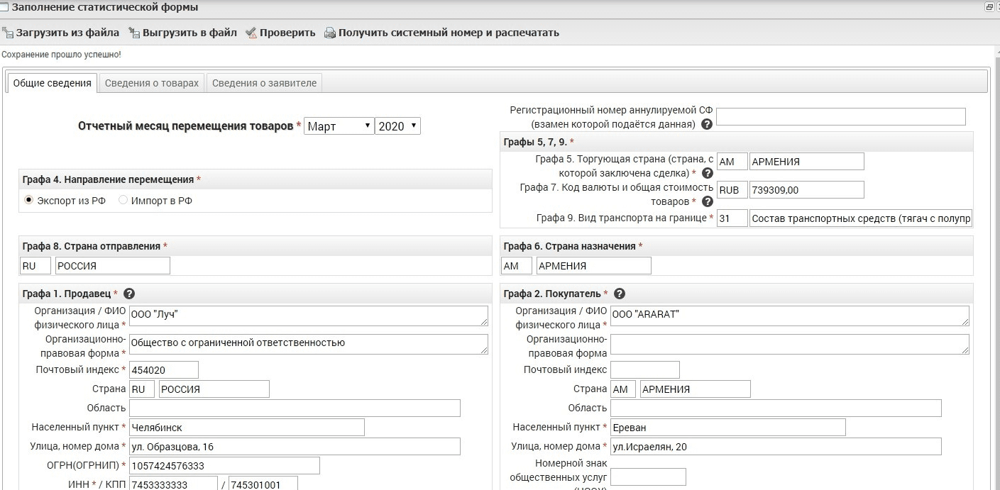 Заполнение статистической формы
Загрузить из файла Выгрузить в файл Проверить Получить системный номер и распечатать
Сохранение прошло успешно!
Общие сведения Сведения о товарах Сведения о заявителе
Отчетный месяц перемещения товаров * Март 2020
Регистрационный номер аннулируемой СФ
(взамен которой подаётся данная) ?
Графы 5, 7, 9. *
Графа 5. Торгующая страна (страна, с
которой заключена сделка) * ? AM АРМЕНИЯ
Графа 7. Код валюты и общая стоимость
товаров * ? RUB 739309,00
Графа 9. Вид транспорта на границе * 31 Состав транспортных средств (тягач с полупр
Графа 4. Направление перемещения *
Экспорт из РФ Импорт в РФ
Графа 8. Страна отправления *
RU РОССИЯ
Графа 6. Страна назначения *
AM АРМЕНИЯ
Графа 1. Продавец * ?
Организация / ФИО
физического лица * ООО "Луч"
Организационно-
правовая форма * Общество с ограниченной ответственностью
Почтовый индекс * 454020
Страна RU РОССИЯ
Область
Населенный пункт * Челябинск
Улица, номер дома * ул. Образцова, 16
ОГРН(ОГРНИП) * 1057424576333
ИНН * / КПП 7453333333 / 745301001
Графа 2. Покупатель * ?
Организация / ФИО
физического лица * ООО "ARARAT"
Организационно-
правовая форма
Почтовый индекс
Страна AM АРМЕНИЯ
Область
Населенный пункт * Ереван
Улица, номер дома * ул.Исраелян, 20
Номерной знак
общественных услуг